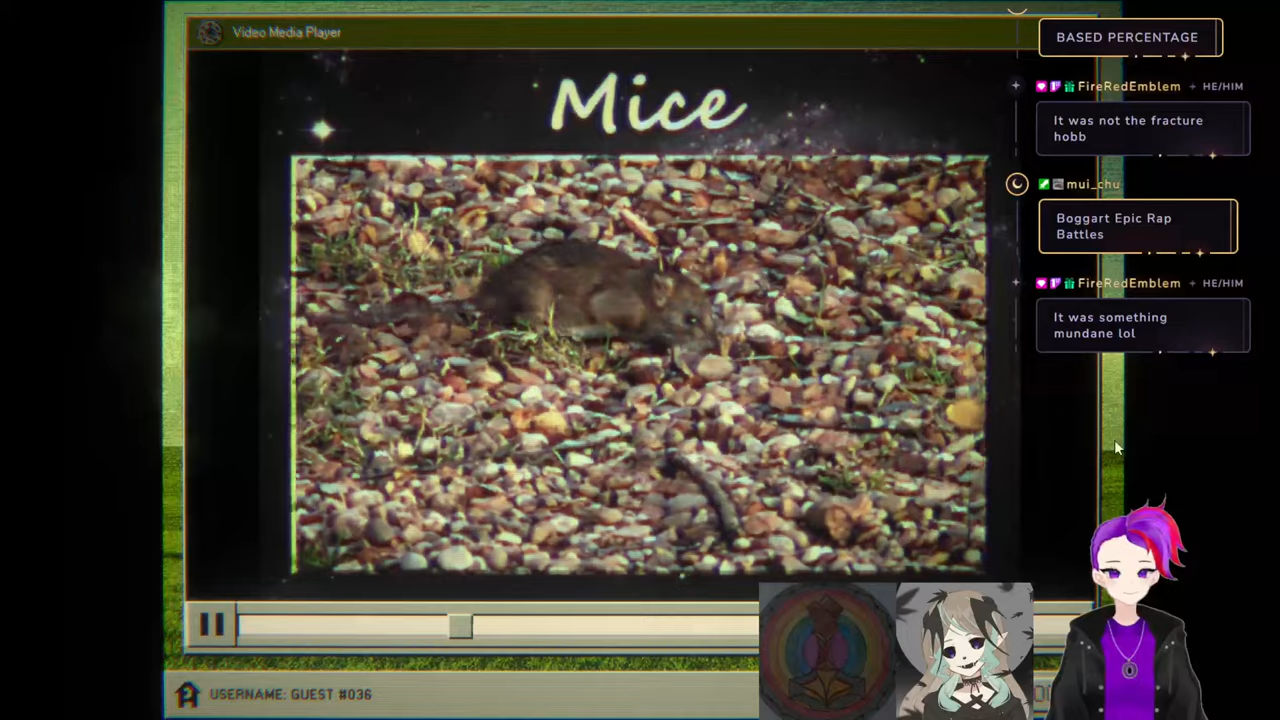 Video Media Player
Mice
BASED PERCENTAGE
FireRedEmblem + HE/HIM
It was not the fracture
hobb
mui_chu
Boggart Epic Rap
Battles
FireRedEmblem + HE/HIM
It was something
mundane lol
USERNAME: GUEST #036